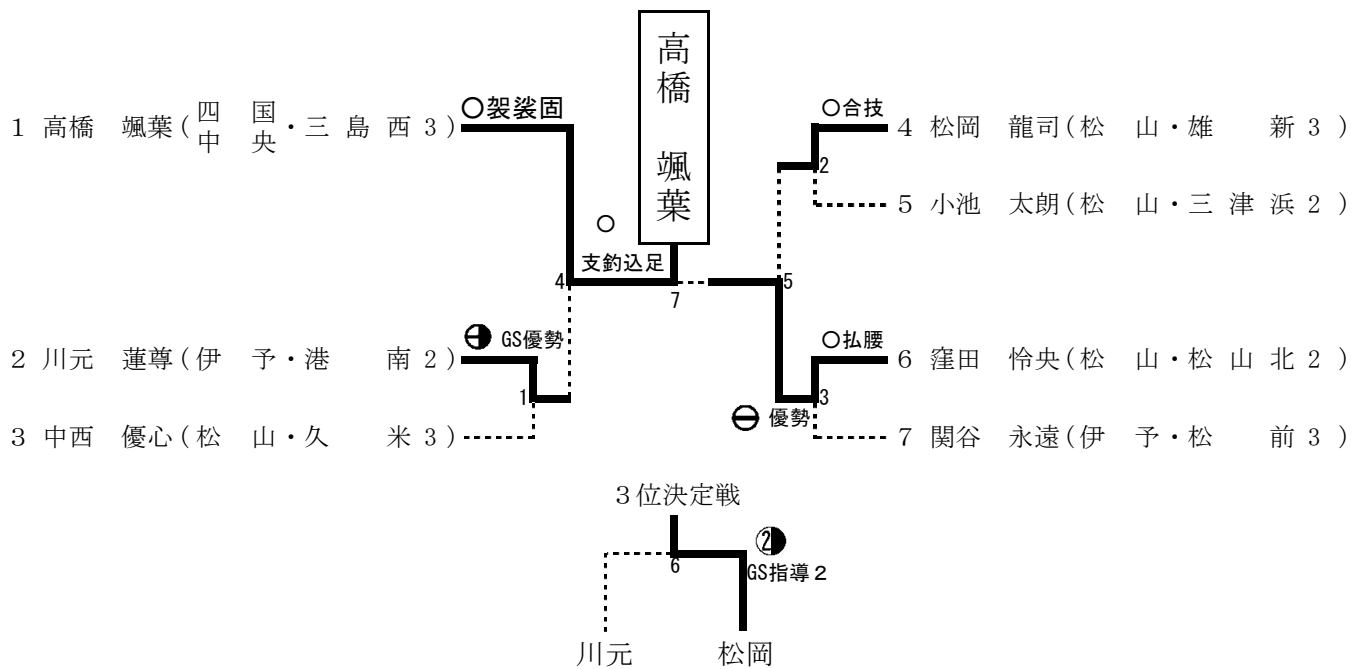 高橋 颯葉
1 高橋 颯葉(四国中央・三島西3)
○袈裟固
○合技
4 松岡 龍司(松 山・雄 新3)
2
5 小池 太朗(松 山・三津浜2)
○
支釣込足
4
7
5
2 川元 蓮尊(伊 予・港 南2)
GS優勢
○払腰
6 窪田 怜央(松 山・松山北2)
1
3
3 中西 優心(松 山・久 米3)
優勢
7 関谷 永遠(伊 予・松 前3)
3位決定戦
②
6
GS指導2
川元 松岡